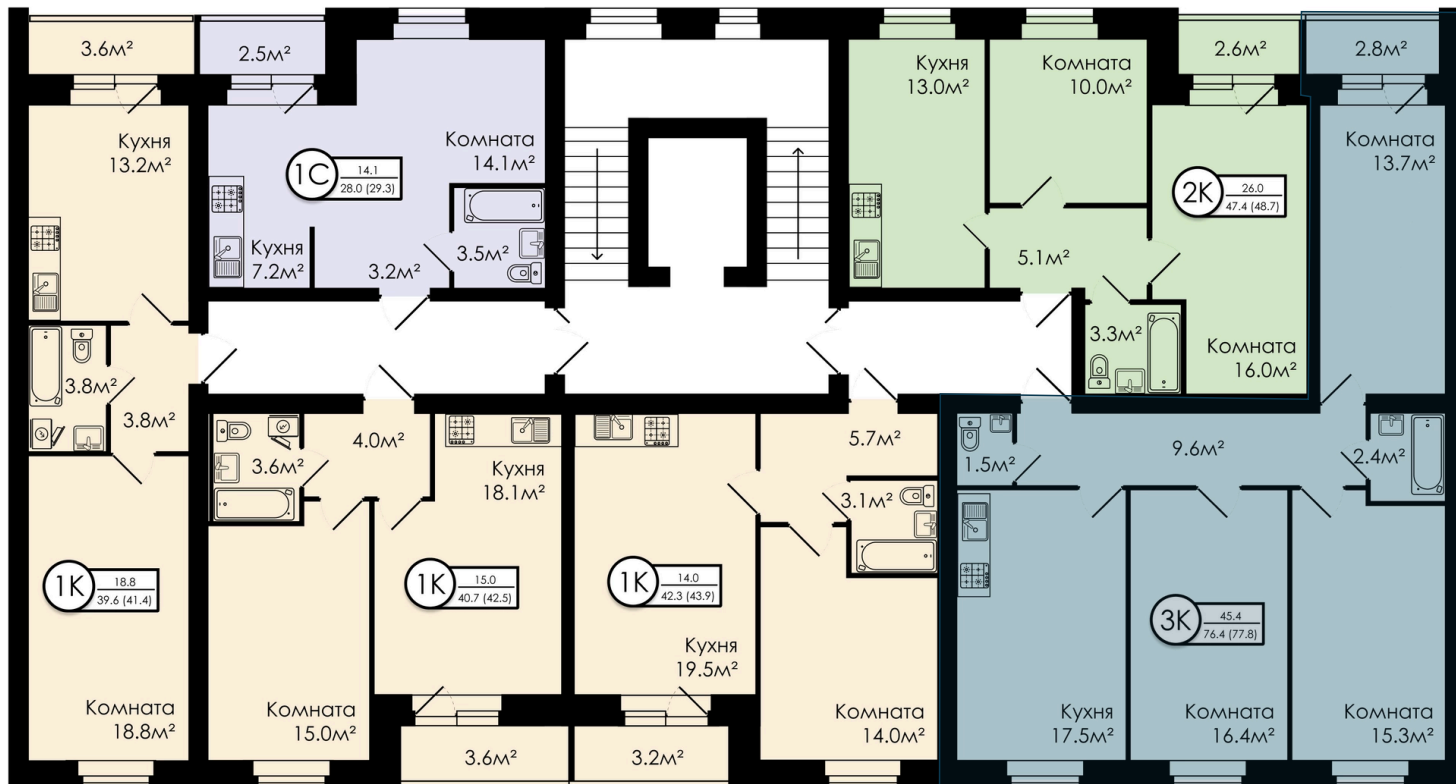 3.6м²
2.5м²
Кухня
13.2м²
Комната
14.1м²
1С
14.1
28.0 (29.3)
Кухня
7.2м²
3.2м²
3.5м²
Кухня
13.0м²
Комната
10.0м²
2.6м²
2.8м²
Комната
13.7м²
2К
26.0
47.4 (48.7)
5.1м²
3.3м²
Комната
16.0м²
3.8м²
3.8м²
3.6м²
4.0м²
Кухня
18.1м²
5.7м²
3.1м²
1.5м²
9.6м²
2.4м²
1К
18.8
39.6 (41.4)
Комната
18.8м²
Комната
15.0м²
1К
15.0
40.7 (42.5)
3.6м²
1К
14.0
42.3 (43.9)
Кухня
19.5м²
3.2м²
Комната
14.0м²
Кухня
17.5м²
3К
45.4
76.4 (77.8)
Комната
16.4м²
Комната
15.3м²